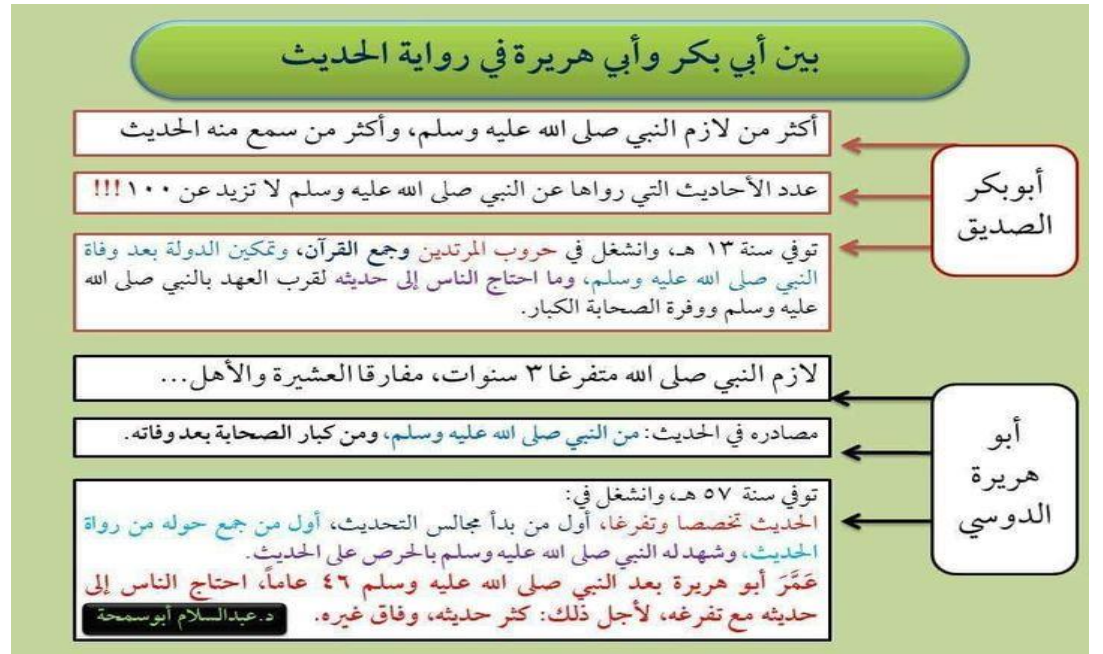 بين أبي بكر وأبي هريرة في رواية الحديث
أبو بكر
الصديق
أكثر من لازم النبي صلى الله عليه وسلم، وأكثر من سمع منه الحديث
عدد الأحاديث التي رواها عن النبي صلى الله عليه وسلم لا تزيد عن ١٠٠!!!
توفي سنة ١٣ هـ، وانشغل في حروب المرتدين وجمع القرآن، وتمكين الدولة بعد وفاة
النبي صلى الله عليه وسلم، وما احتاج الناس إلى حديثه لقرب العهد بالنبي صلى الله
عليه وسلم ووفرة الصحابة الكبار.
أبو
هريرة
الدوسي
لازم النبي صلى الله متفرغا ٣ سنوات، مفارقا العشيرة والأهل...
مصادره في الحديث: من النبي صلى الله عليه وسلم، ومن كبار الصحابة بعد وفاته.
توفي سنة ٥٧ هـ، وانشغل في:
الحديث تخصصا وتفرغا، أول من بدأ مجالس التحديث، أول من جمع حوله من رواة
الحديث، وشهد له النبي صلى الله عليه وسلم بالحرص على الحديث.
عَمَّرَ أبو هريرة بعد النبي صلى الله عليه وسلم ٤٦ عاماً، احتاج الناس إلى
حديثه مع تفرغه، لأجل ذلك: كثر حديثه، وفاق غيره.
د.عبدالسلام أبوسمحة